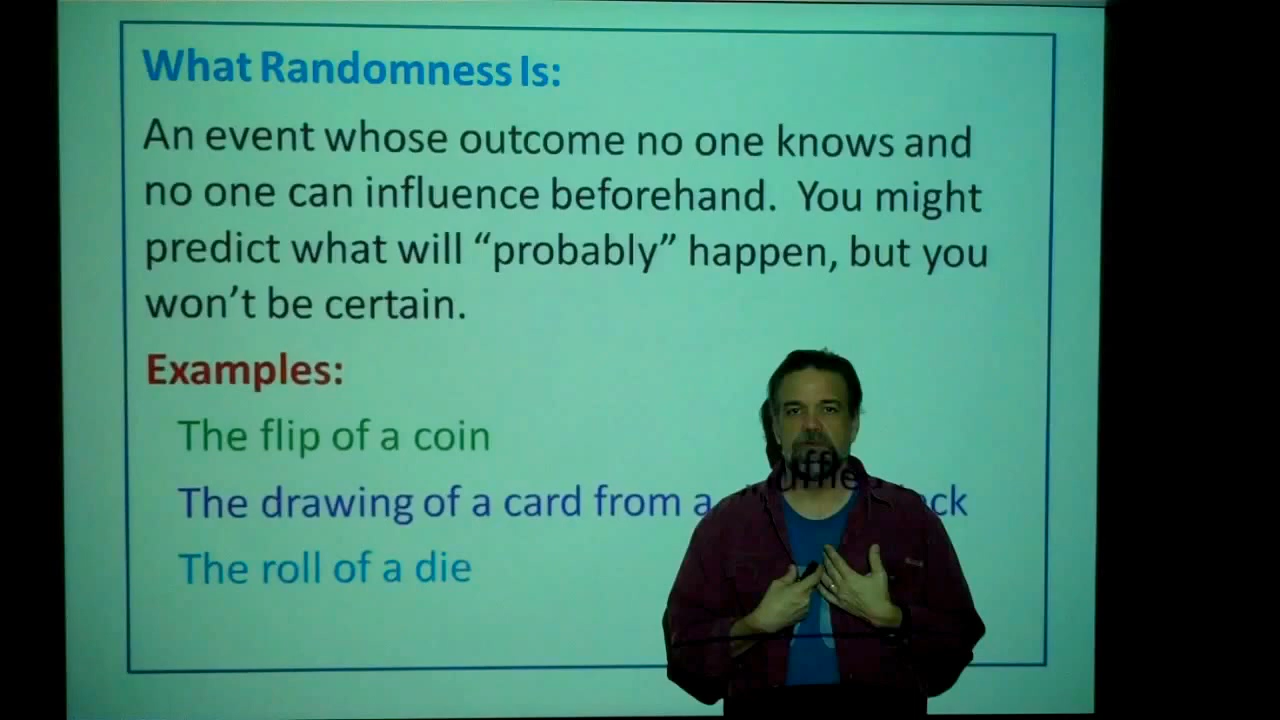 What Randomness Is:
An event whose outcome no one knows and
no one can influence beforehand.  You might
predict what will “probably” happen, but you
won’t be certain.
Examples:
The flip of a coin
The drawing of a card from a
The roll of a die